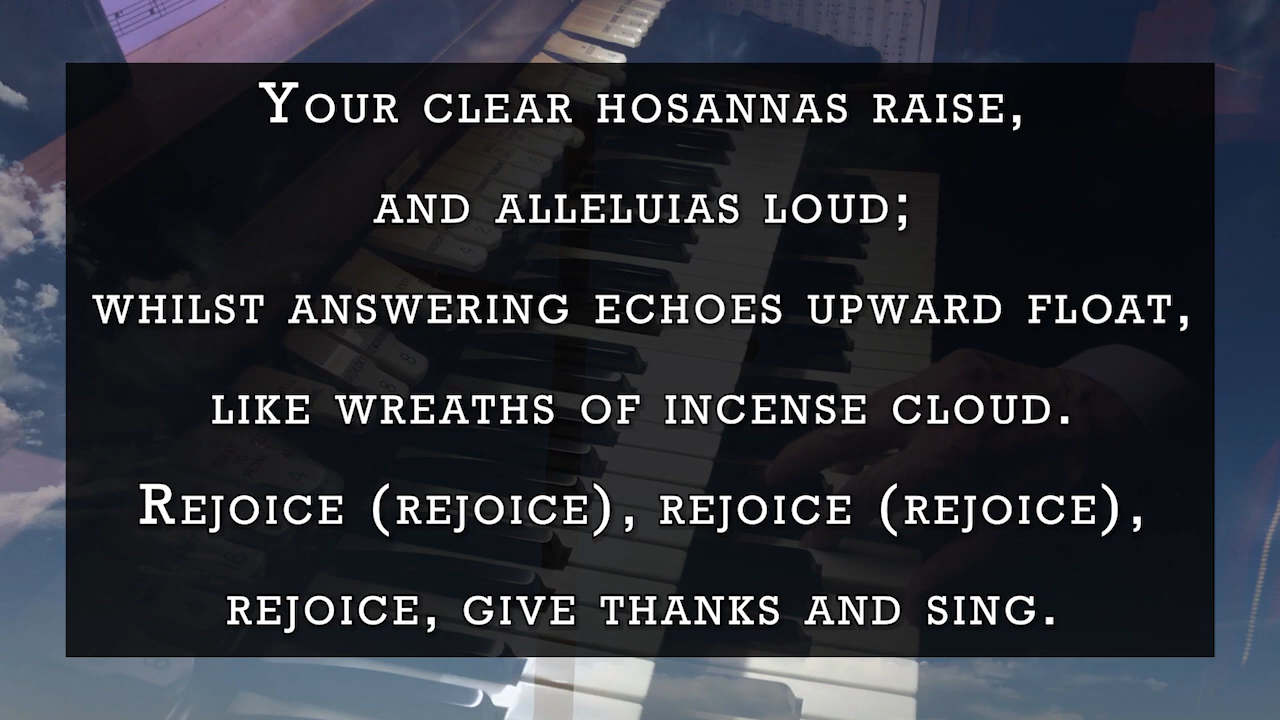 Your clear hosannas raise,
and alleluias loud;
whilst answering echoes upward float,
like wreaths of incense cloud.
Rejoice (rejoice), rejoice (rejoice),
rejoice, give thanks and sing.